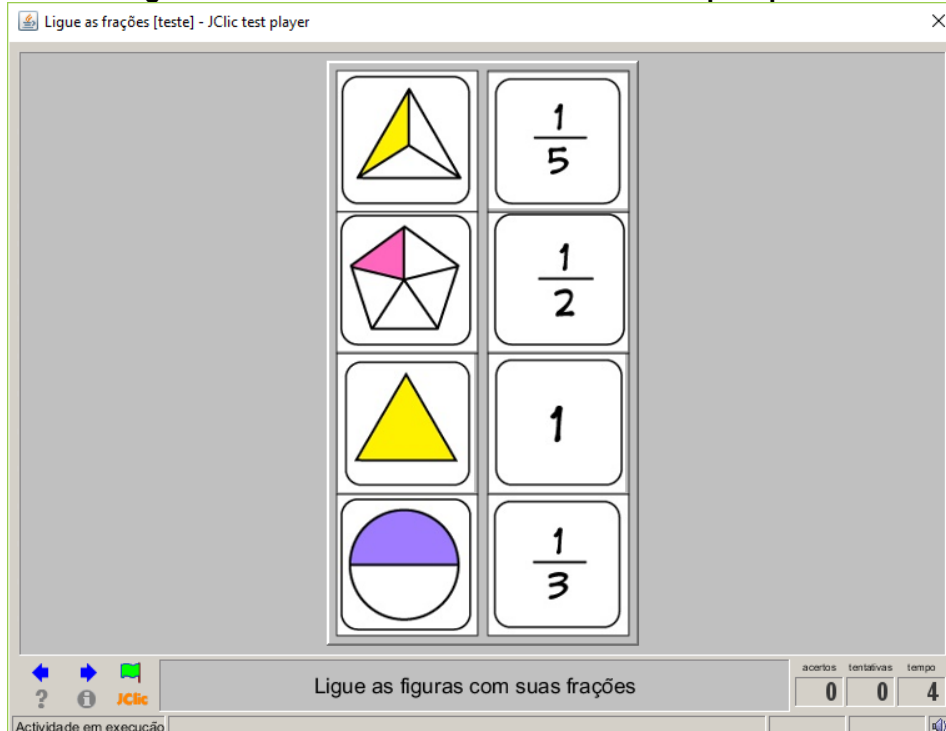 Ligue as frações [teste] - JClic test player
1
5
1
2
1
1
3
JClic
Ligue as figuras com suas frações
acertos tentativas tempo
0 0 4
Actividade em execução